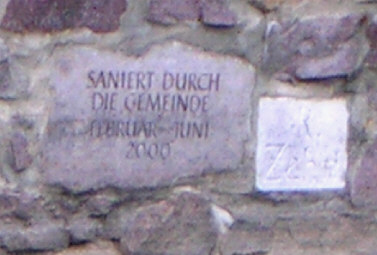 SANIERT DURCH
DIE GEMEINDE
FEBRUAR - JUNI
2000